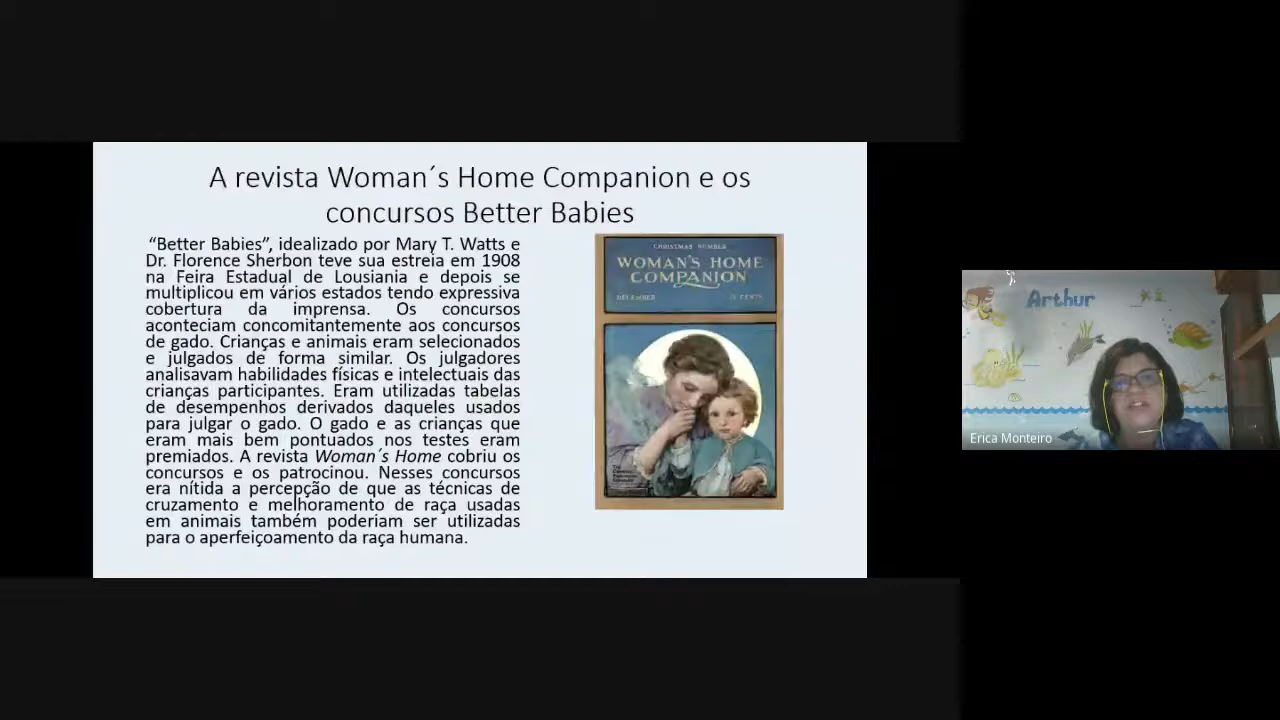 A revista Woman´s Home Companion e os
concursos Better Babies
“Better Babies”, idealizado por Mary T. Watts e
Dr. Florence Sherbon teve sua estreia em 1908
na Feira Estadual de Lousiania e depois se
multiplicou em vários estados tendo expressiva
cobertura da imprensa. Os concursos
aconteciam concomitantemente aos concursos
de gado. Crianças e animais eram selecionados
e julgados de forma similar. Os julgadores
analisavam habilidades físicas e intelectuais das
crianças participantes. Eram utilizadas tabelas
de desempenhos derivados daqueles usados
para julgar o gado. O gado e as crianças que
eram mais bem pontuados nos testes eram
premiados. A revista Woman´s Home cobriu os
concursos e os patrocinou. Nesses concursos
era nítida a percepção de que as técnicas de
cruzamento e melhoramento de raça usadas
em animais também poderiam ser utilizadas
para o aperfeiçoamento da raça humana.
CHRISTMAS NUMBER
WOMAN'S HOME
COMPANION
DECEMBER CENTS
Arthur
Erica Monteiro